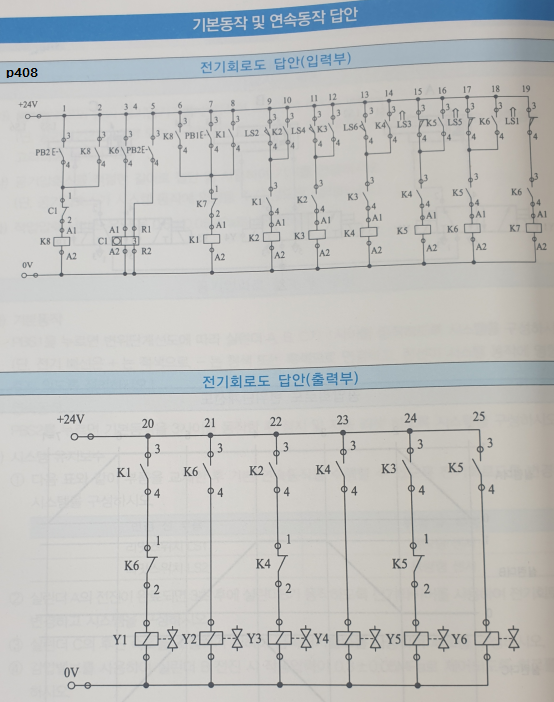 기본동작 및 연속동작 답안
p408
전기회로도 답안(입력부)
+24V 1 2 3 4 5 6 7 8 9 10 11 12 13 14 15 16 17 18 19
3 3 3 3 3 3 3 3 3 3 3 3 3 3 3 3 3 3
PB2 K8 K6 PB2 K8 PB1 K1 LS2 K2 LS4 K3 LS6 K4 LS3 K5 LS5 K6 LS1
4 4 4 4 4 4 4 4 4 4 4 4 4 4 4 4 4 4
1 1 3 3 3 3 3 3 3
C1 K7 K1 K2 K3 K4 K5 K6
2 2 4 4 4 4 4 4 4
A1 A1 R1 A1 A1 A1 A1 A1 A1 A1
K8 C1 3 K1 K2 K3 K4 K5 K6 K7
A2 A2 R2 A2 A2 A2 A2 A2 A2 A2
0V
전기회로도 답안(출력부)
+24V 20 21 22 23 24 25
3 3 3 3 3 3
K1 K6 K2 K4 K3 K5
4 4 4 4 4 4
1 1 1
K6 K4 K5
2 2 2
Y1 Y2 Y3 Y4 Y5 Y6
0V